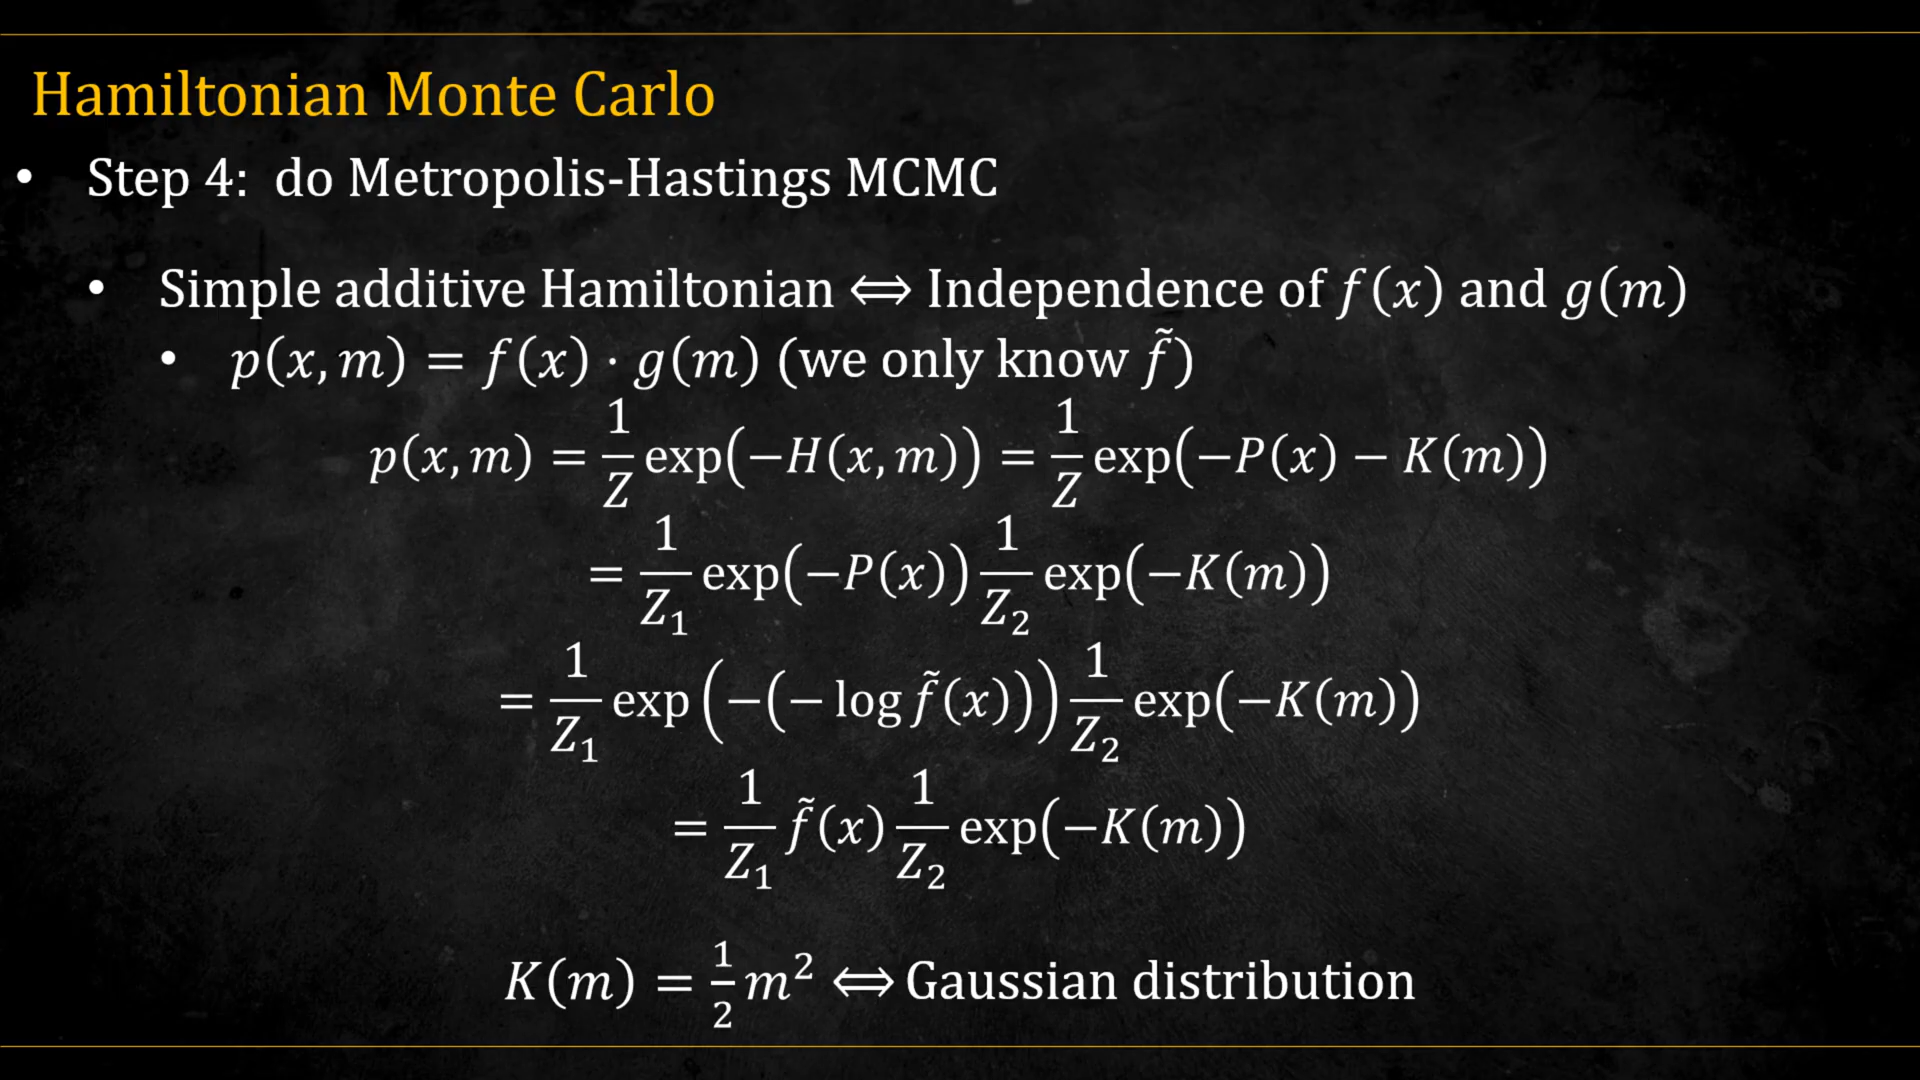 Hamiltonian Monte Carlo
• Step 4: do Metropolis-Hastings MCMC
• Simple additive Hamiltonian ⟺ Independence of f(x) and g(m)
• p(x, m) = f(x) · g(m) (we only know f̃)
p(x, m) = 1/Z exp(−H(x, m)) = 1/Z exp(−P(x) − K(m))
= 1/Z₁ exp(−P(x)) 1/Z₂ exp(−K(m))
= 1/Z₁ exp(−(− log f̃(x))) 1/Z₂ exp(−K(m))
= 1/Z₁ f̃(x) 1/Z₂ exp(−K(m))
K(m) = 1/2 m² ⟺ Gaussian distribution